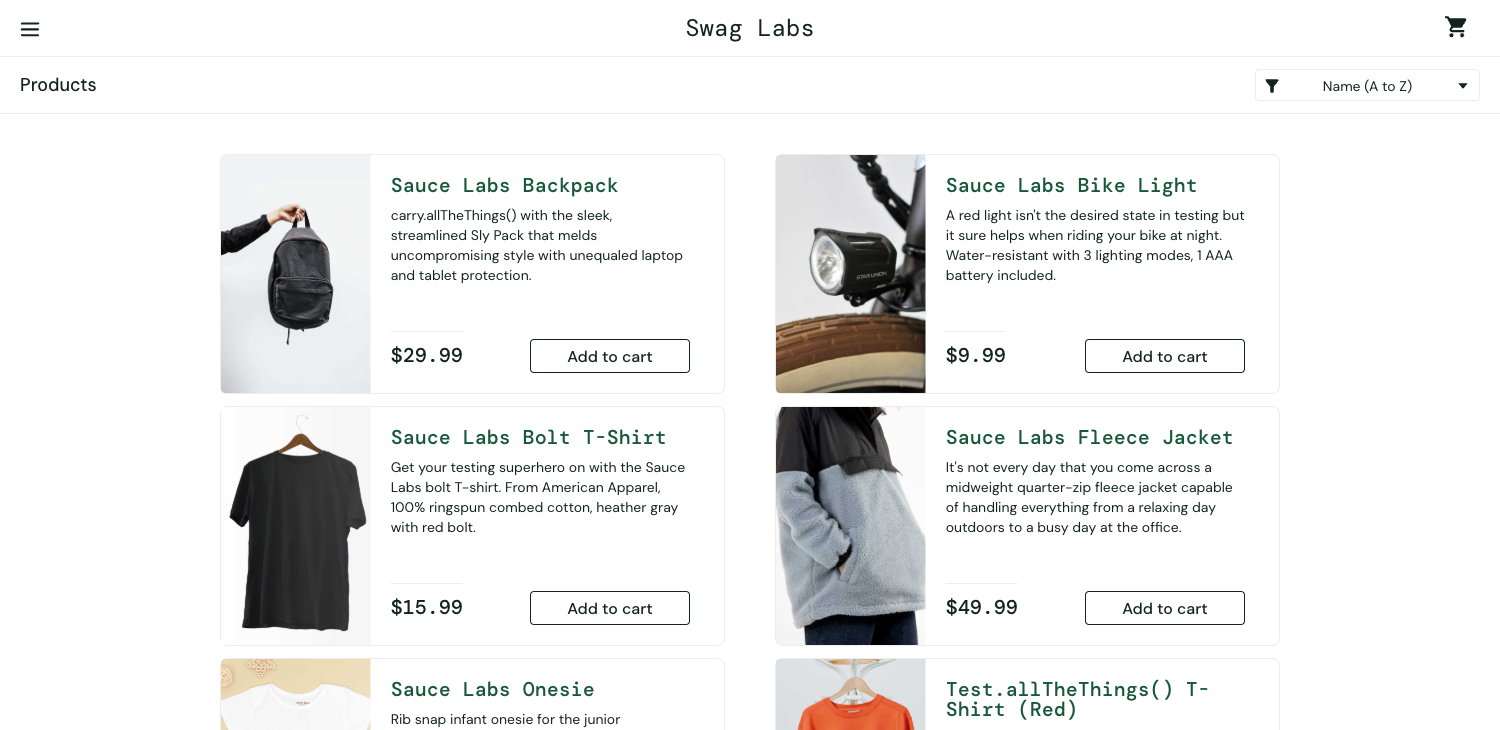 Swag Labs
Products
Name (A to Z)
Sauce Labs Backpack
carry.allTheThings() with the sleek,
streamlined Sly Pack that melds
uncompromising style with unequaled laptop
and tablet protection.
$29.99
Add to cart
Sauce Labs Bike Light
A red light isn't the desired state in testing but
it sure helps when riding your bike at night.
Water-resistant with 3 lighting modes, 1 AAA
battery included.
STAR UNION
$9.99
Add to cart
Sauce Labs Bolt T-Shirt
Get your testing superhero on with the Sauce
Labs bolt T-shirt. From American Apparel,
100% ringspun combed cotton, heather gray
with red bolt.
$15.99
Add to cart
Sauce Labs Fleece Jacket
It's not every day that you come across a
midweight quarter-zip fleece jacket capable
of handling everything from a relaxing day
outdoors to a busy day at the office.
$49.99
Add to cart
Sauce Labs Onesie
Rib snap infant onesie for the junior
Test.allTheThings() T-
Shirt (Red)